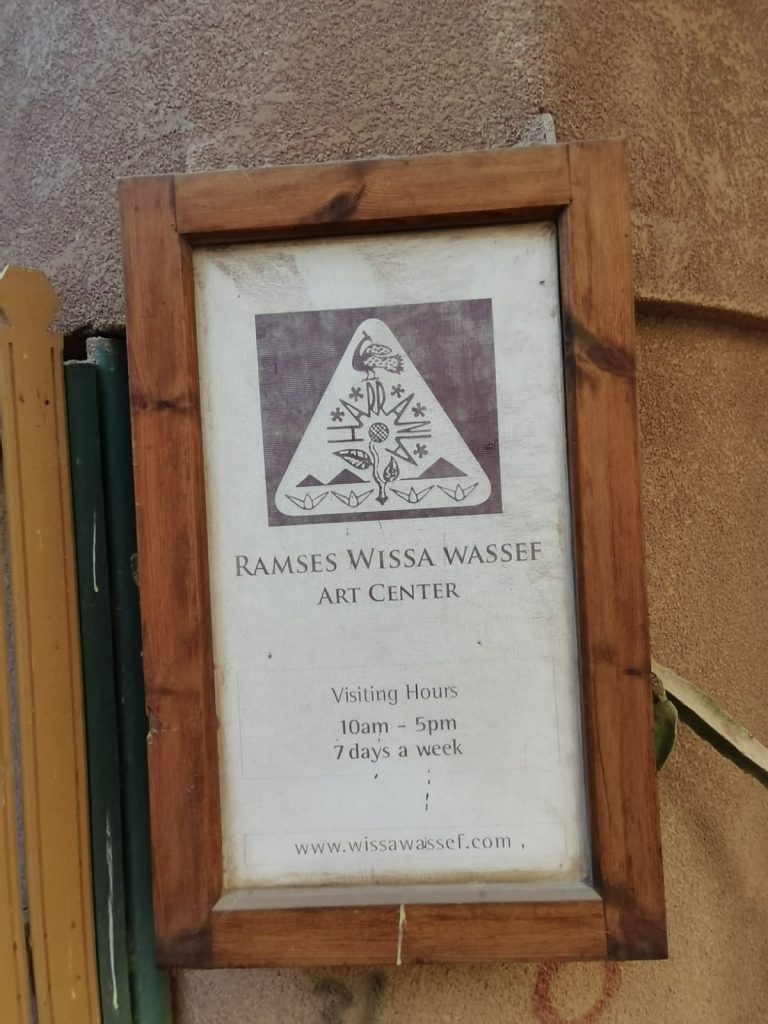 HARRANIA
RAMSES WISSA WASSEF
ART CENTER
Visiting Hours
10am - 5pm
7 days a week
www.wissawassef.com